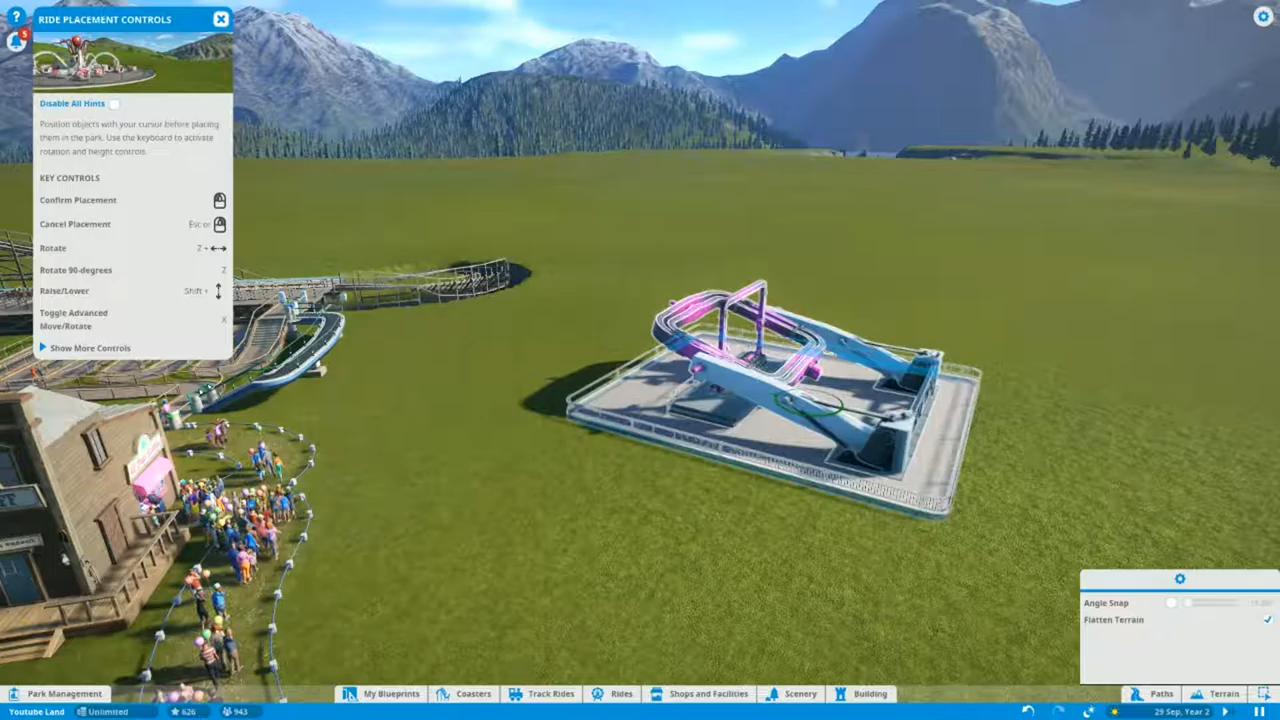 RIDE PLACEMENT CONTROLS
5
Disable All Hints
Position objects with your cursor before placing
them in the park. Use the keyboard to activate
rotation and height controls.
KEY CONTROLS
Confirm Placement
Cancel Placement Esc or
Rotate Z +
Rotate 90-degrees Z
Raise/Lower Shift +
Toggle Advanced
Move/Rotate X
Show More Controls
Angle Snap
Flatten Terrain
Park Management My Blueprints Coasters Track Rides Rides Shops and Facilities Scenery Building Paths Terrain
Youtube Land Unlimited 626 943 29 Sep, Year 2